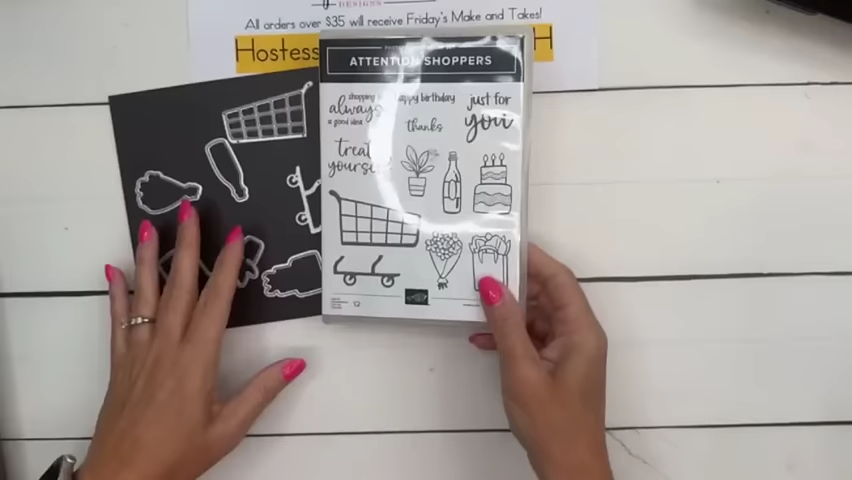 DESIGNS
All orders over $35 will receive Friday's Make and Takes!
Hostess
H
ATTENTION SHOPPERS
shopping
always
a good idea
happy birthday
thanks
just for
you
treat
yourself
12